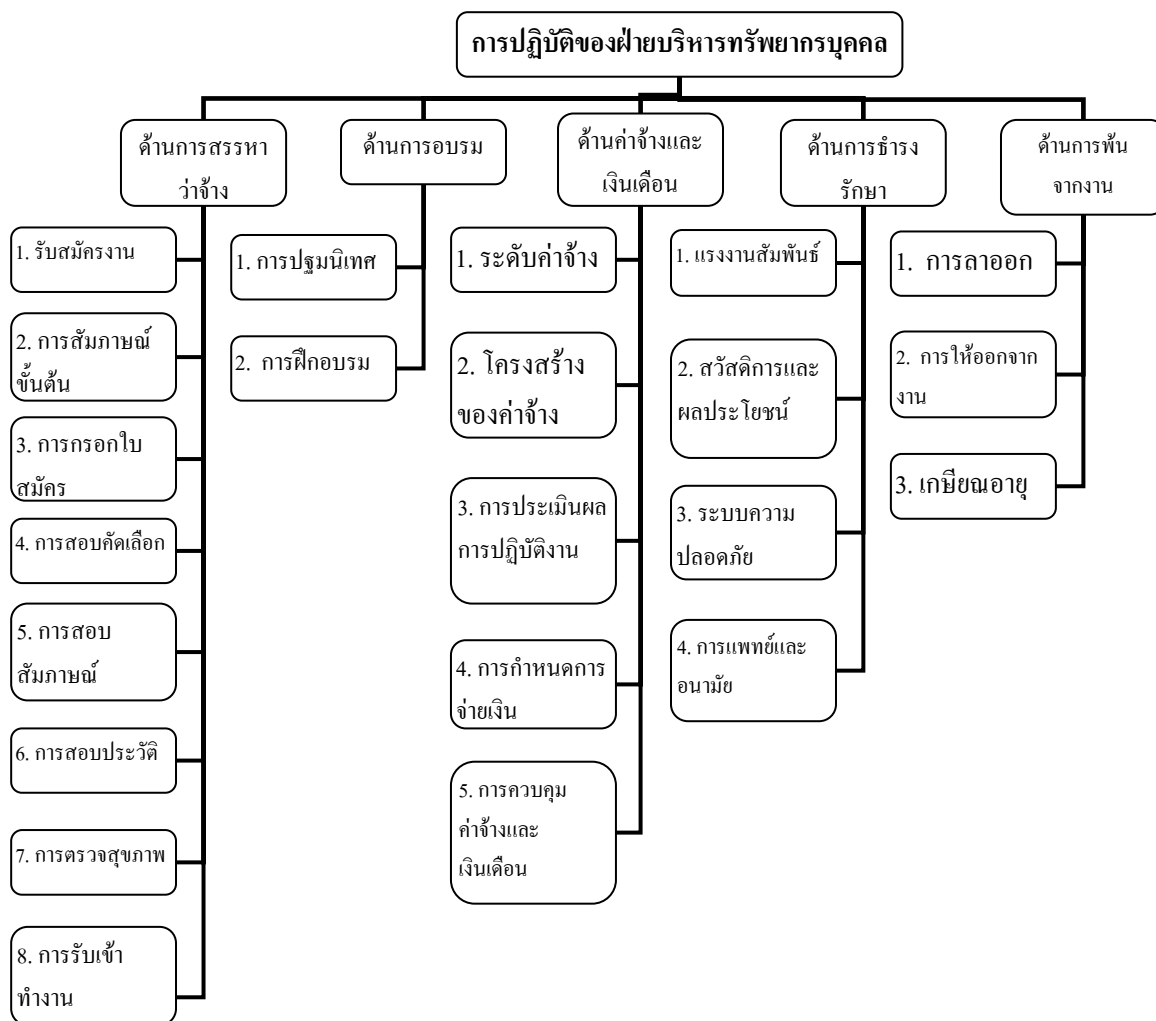 การปฏิบัติของฝ่ายบริหารทรัพยากรบุคคล
ด้านการสรรหา
ว่าจ้าง
1. รับสมัครงาน
2. การสัมภาษณ์
ขั้นต้น
3. การกรอกใบ
สมัคร
4. การสอบคัดเลือก
5. การสอบ
สัมภาษณ์
6. การสอบประวัติ
7. การตรวจสุขภาพ
8. การรับเข้า
ทำงาน
ด้านการอบรม
1. การปฐมนิเทศ
2. การฝึกอบรม
ด้านค่าจ้างและ
เงินเดือน
1. ระดับค่าจ้าง
2. โครงสร้าง
ของค่าจ้าง
3. การประเมินผล
การปฏิบัติงาน
4. การกำหนดการ
จ่ายเงิน
5. การควบคุม
ค่าจ้างและ
เงินเดือน
ด้านการธำรง
รักษา
1. แรงงานสัมพันธ์
2. สวัสดิการและ
ผลประโยชน์
3. ระบบความ
ปลอดภัย
4. การแพทย์และ
อนามัย
ด้านการพ้น
จากงาน
1. การลาออก
2. การให้ออกจาก
งาน
3. เกษียณอายุ